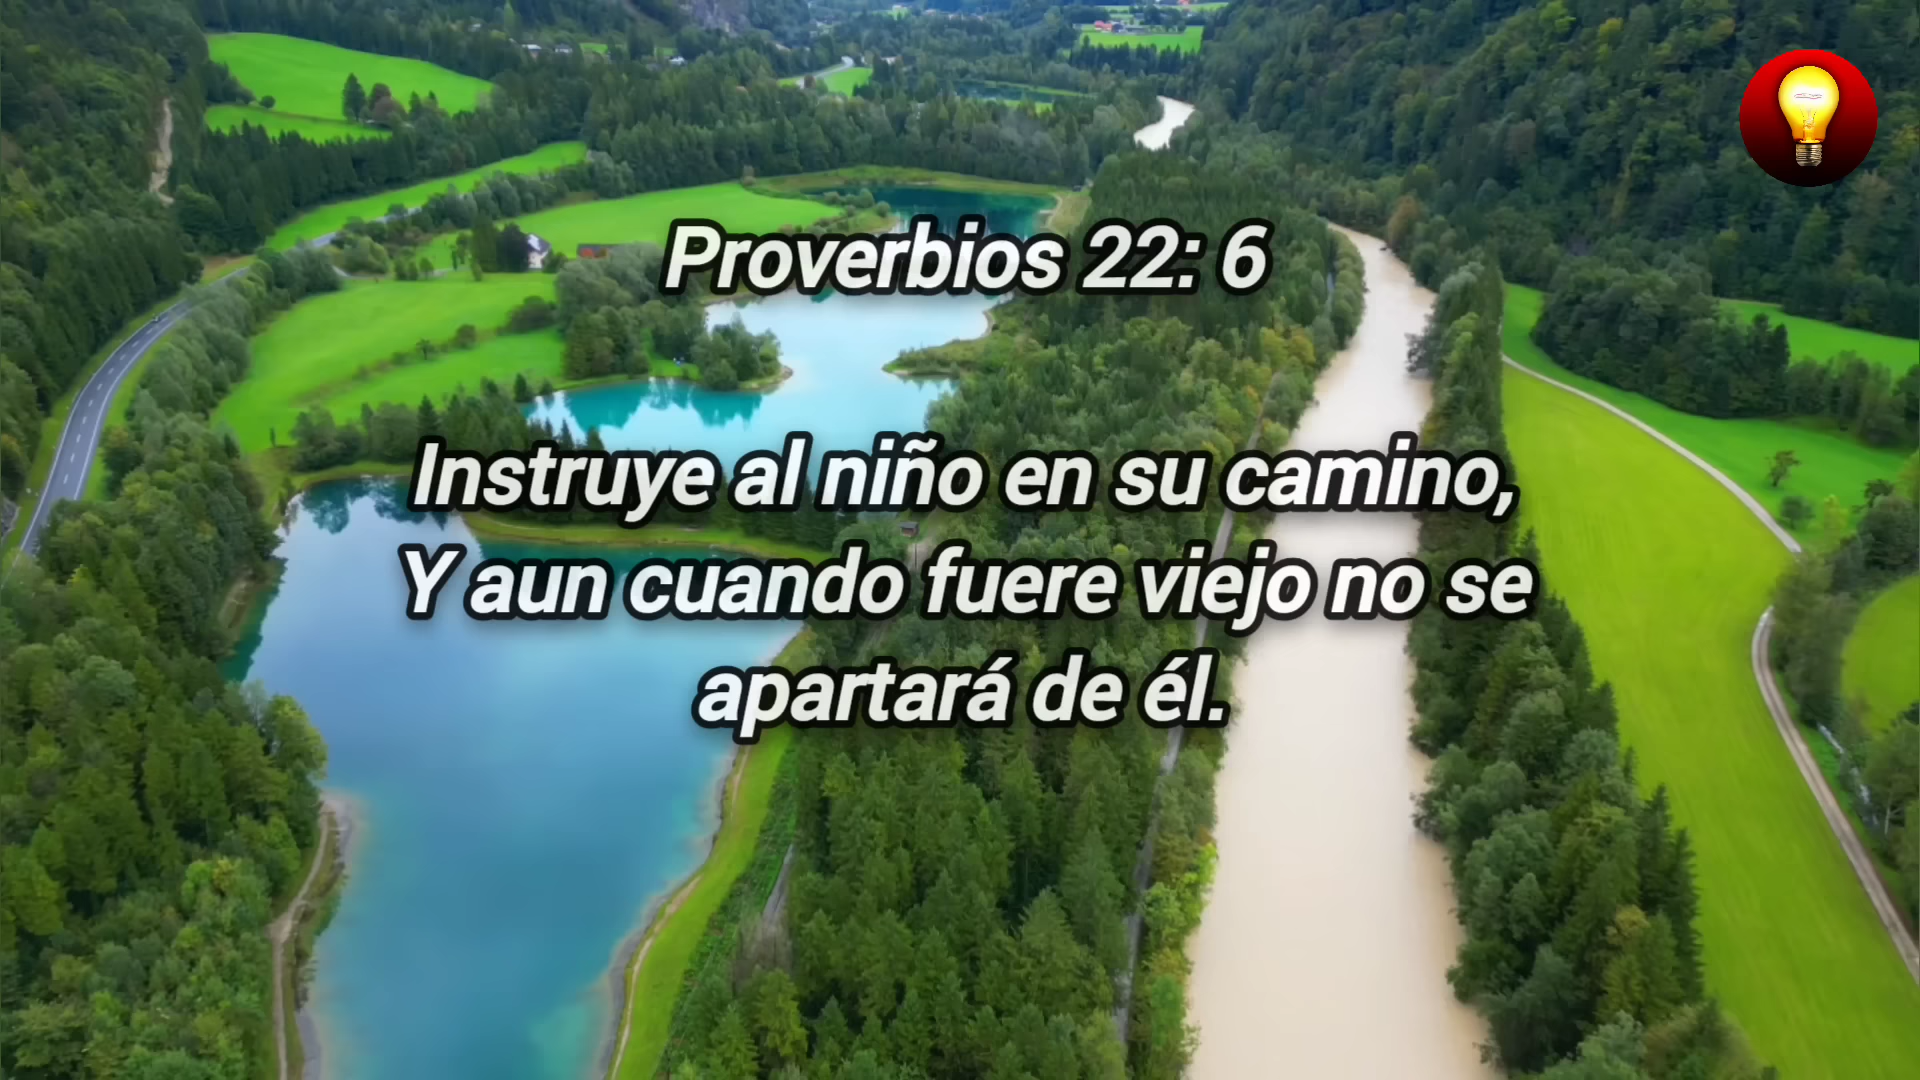 Proverbios 22: 6
Instruye al niño en su camino,
Y aun cuando fuere viejo no se
apartará de él.